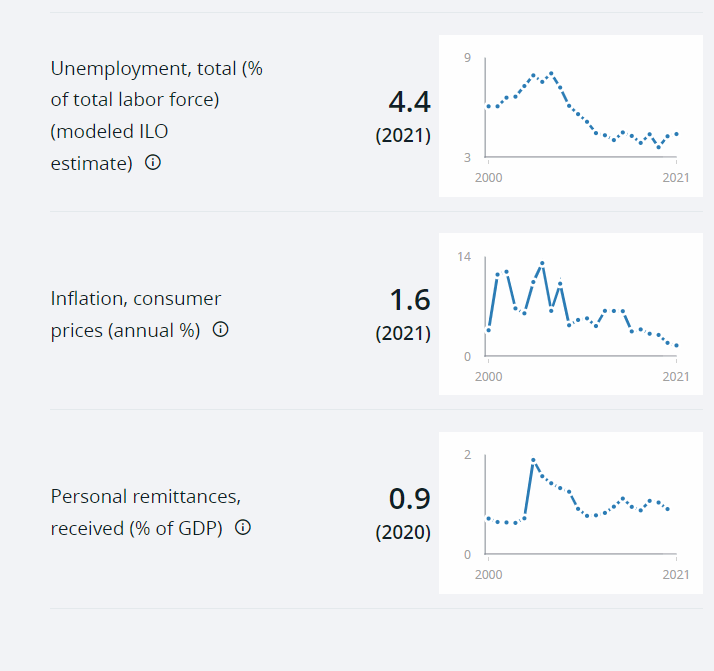 Unemployment, total (%
of total labor force)
(modeled ILO
estimate)
4.4
(2021)
9
3
2000
2021
Inflation, consumer
prices (annual %)
1.6
(2021)
14
0
2000
2021
Personal remittances,
received (% of GDP)
0.9
(2020)
2
0
2000
2021